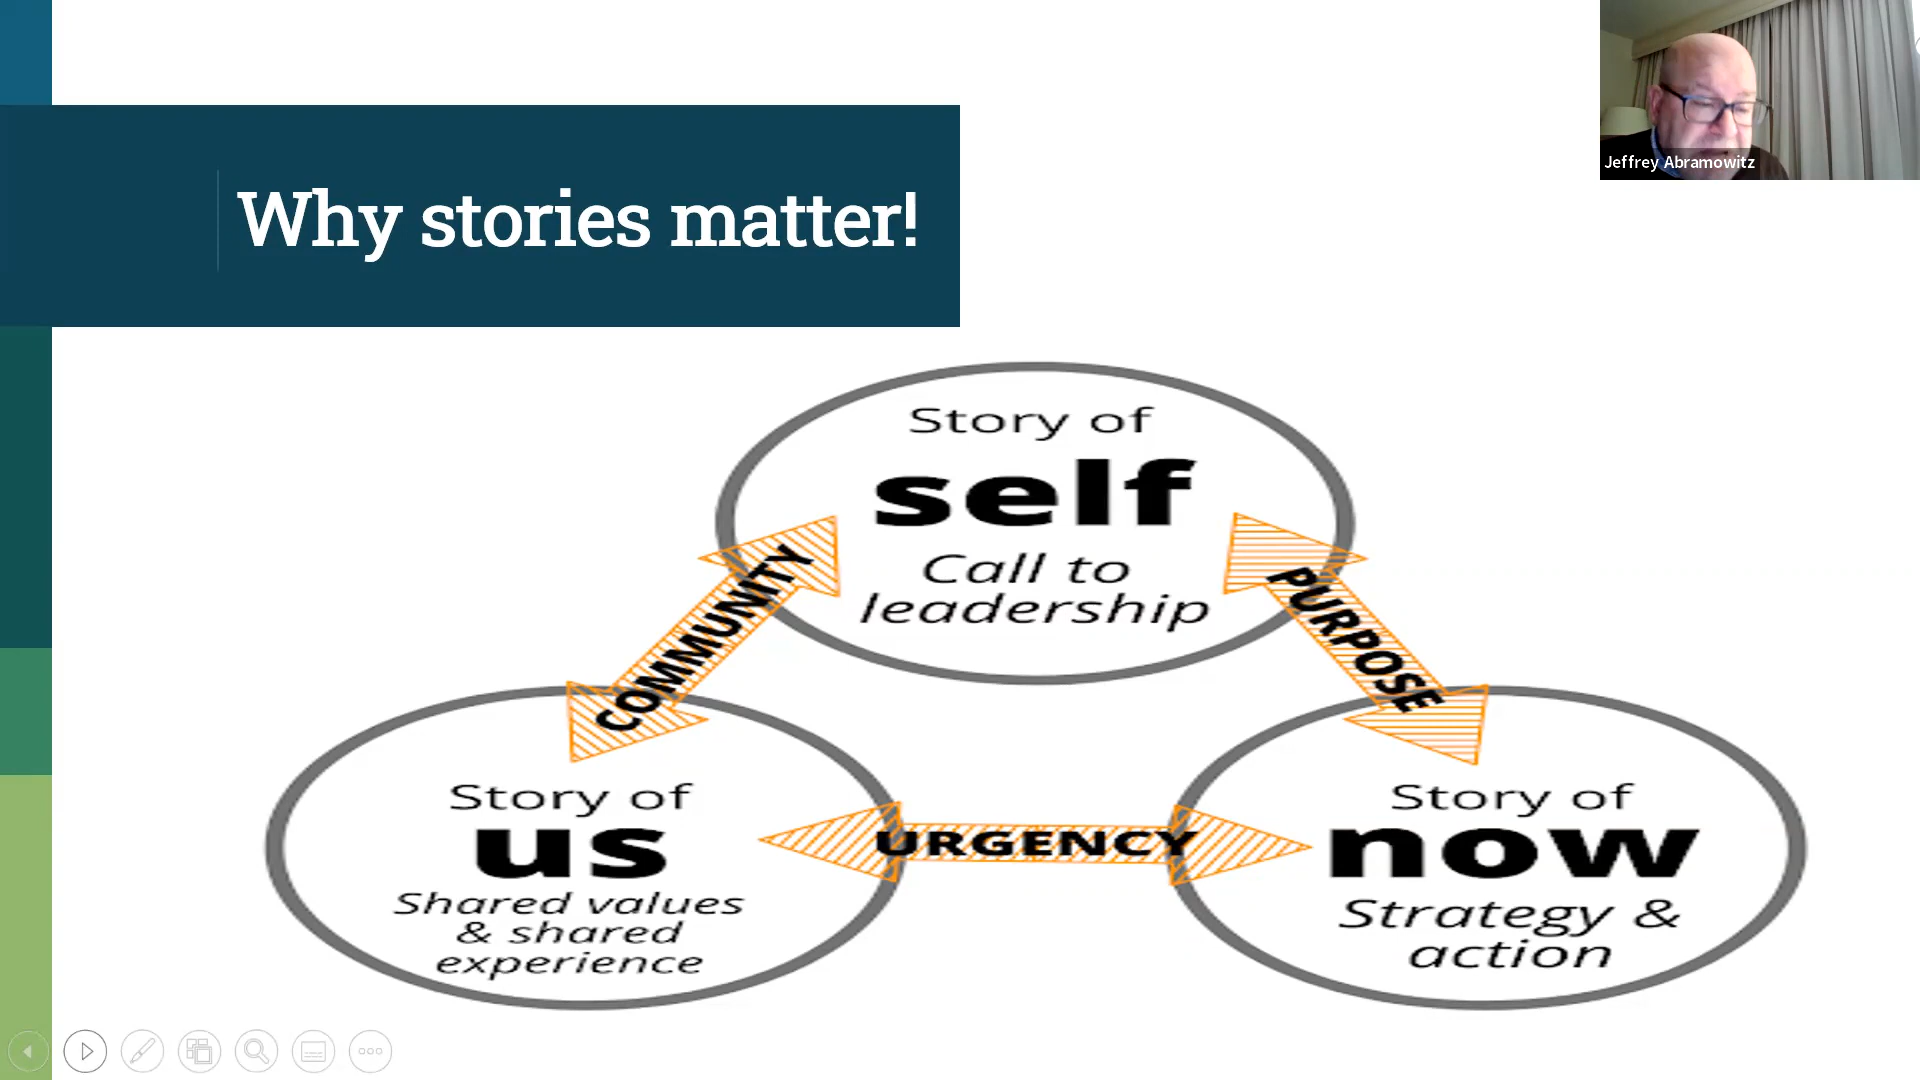 Why stories matter!
Jeffrey Abramowitz
Story of
self
Call to
leadership
COMMUNITY
PURPOSE
Story of
us
Shared values
& shared
experience
URGENCY
Story of
now
Strategy &
action